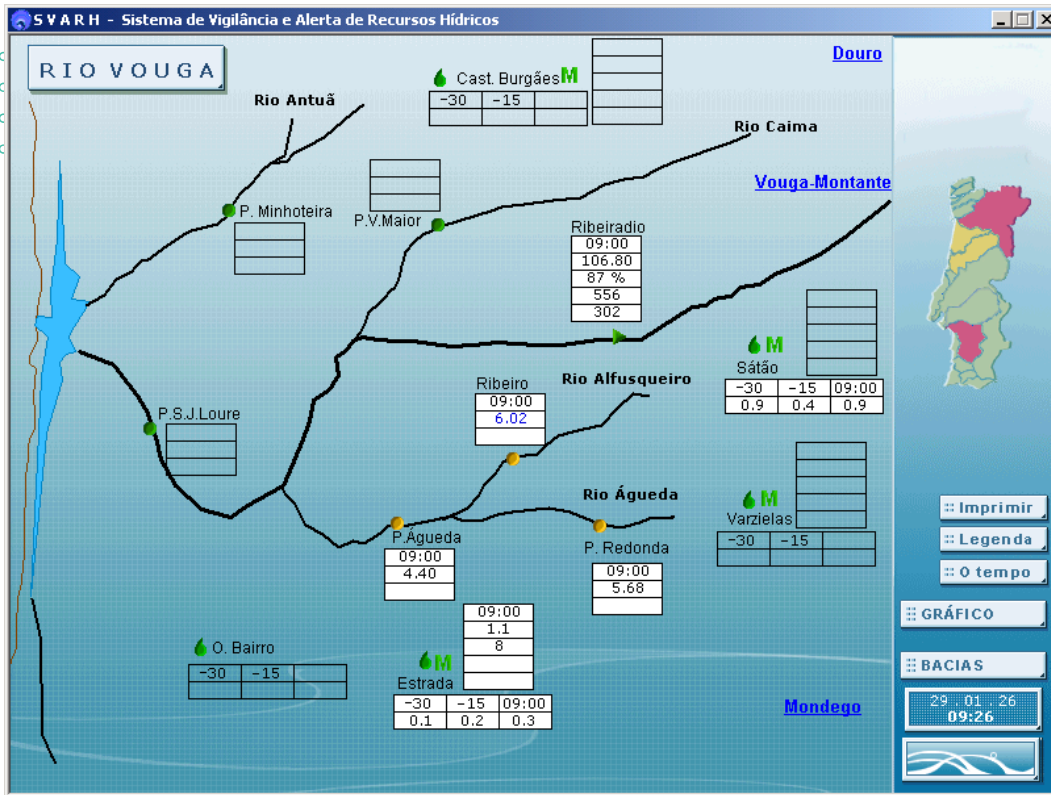 SVARH - Sistema de Vigilância e Alerta de Recursos Hídricos
RIO VOUGA
Douro
Cast. Burgães M
-30 -15
Rio Antuã
Rio Caima
Vouga-Montante
P. Minhoteira
P.V.Maior
Ribeiradio
09:00
106.80
87 %
556
302
M
Sátão
-30 -15 09:00
0.9 0.4 0.9
Ribeiro
09:00
6.02
Rio Alfusqueiro
P.S.J.Loure
Rio Águeda
M
Varzielas
-30 -15
P.Águeda
09:00
4.40
P. Redonda
09:00
5.68
O. Bairro
-30 -15
09:00
1.1
8
M
Estrada
-30 -15 09:00
0.1 0.2 0.3
Mondego
Imprimir
Legenda
O tempo
GRÁFICO
BACIAS
29 . 01 . 26
09:26